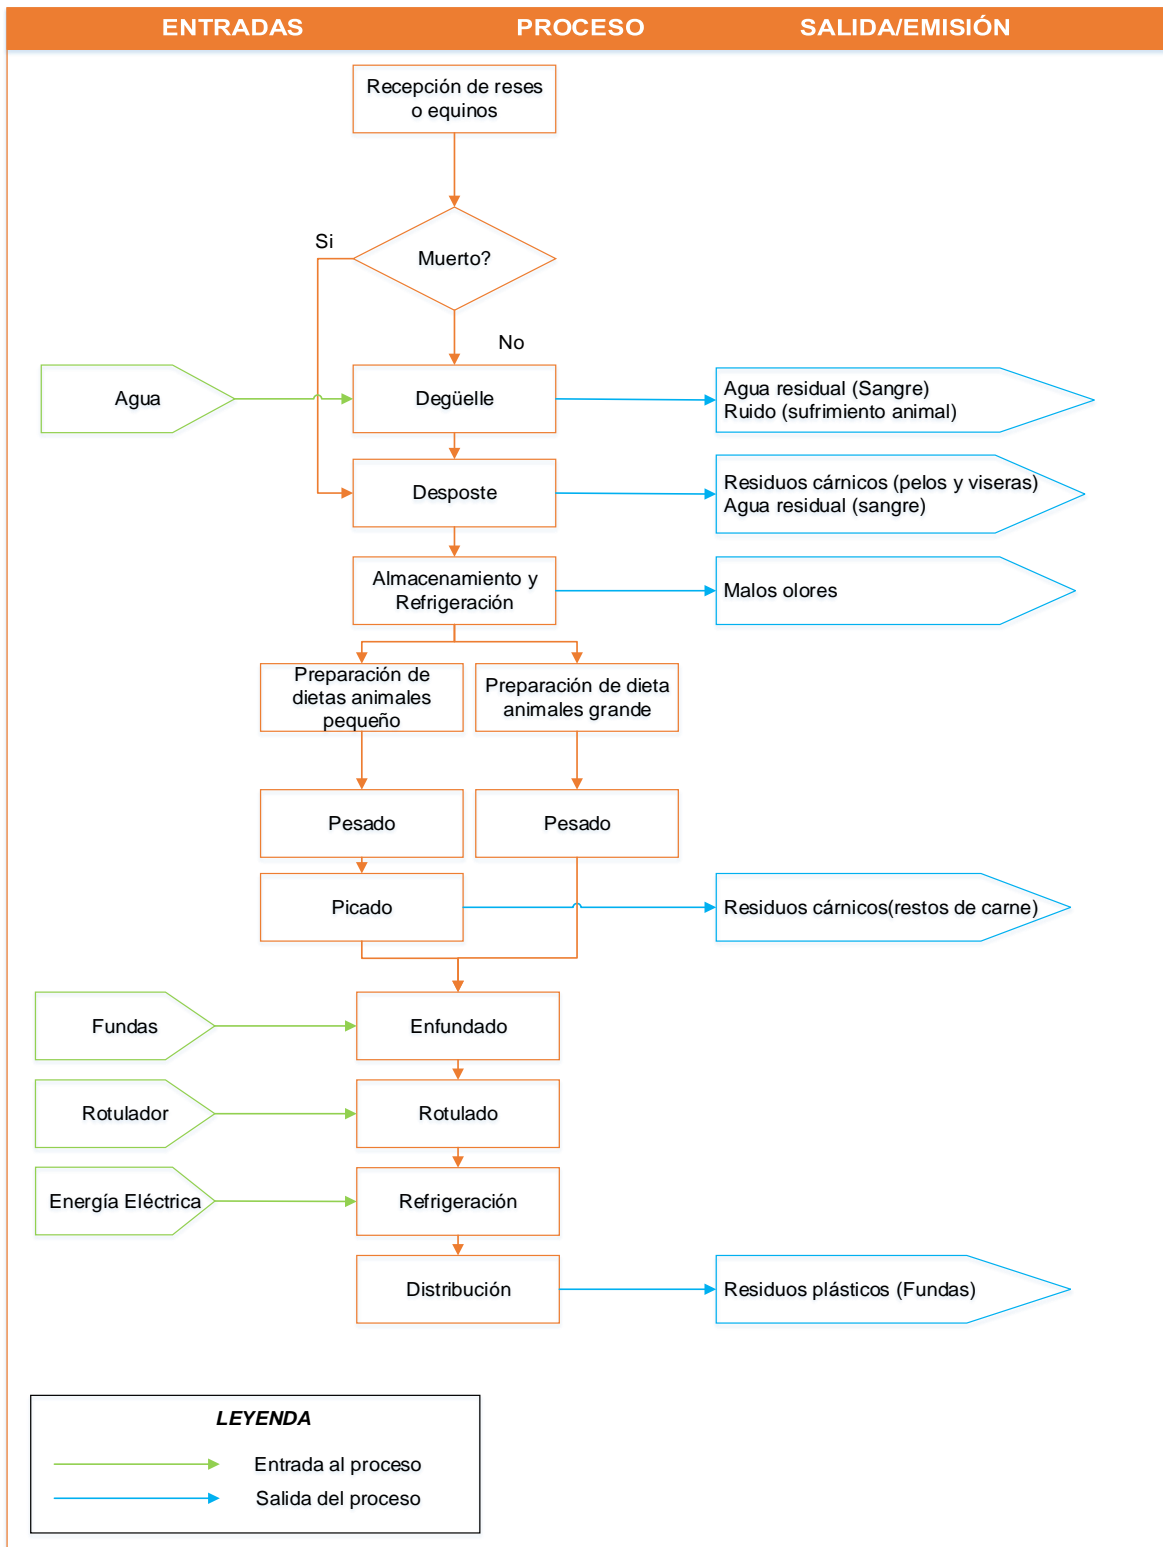 ENTRADAS PROCESO SALIDA/EMISIÓN
Recepción de reses
o equinos
Si
Muerto?
No
Agua
Degüelle
Agua residual (Sangre)
Ruido (sufrimiento animal)
Desposte
Residuos cárnicos (pelos y viseras)
Agua residual (sangre)
Almacenamiento y
Refrigeración
Malos olores
Preparación de
dietas animales
pequeño
Preparación de dieta
animales grande
Pesado
Pesado
Picado
Residuos cárnicos(restos de carne)
Fundas
Enfundado
Rotulador
Rotulado
Energía Eléctrica
Refrigeración
Distribución
Residuos plásticos (Fundas)
LEYENDA
Entrada al proceso
Salida del proceso